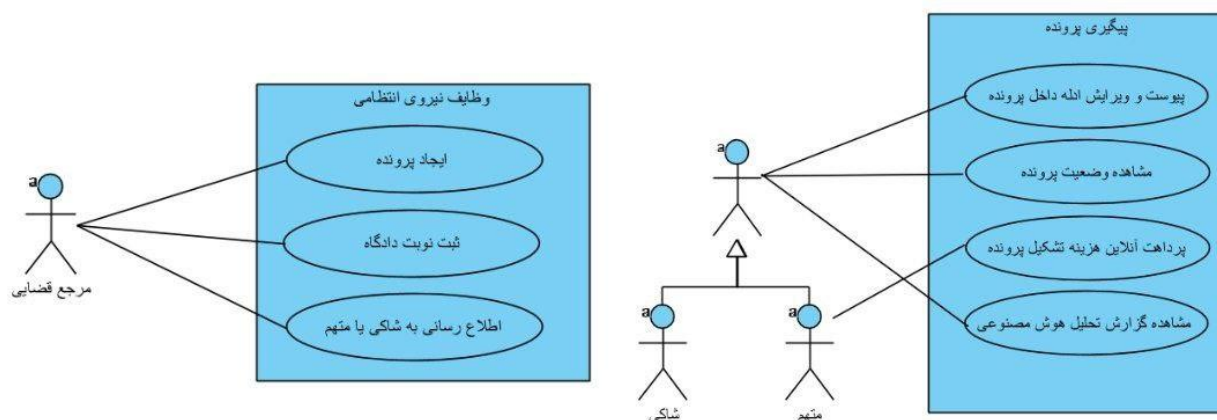 پیگیری پرونده
پیوست و ویرایش ادله داخل پرونده
مشاهده وضعیت پرونده
پرداهت آنلاین هزینه تشکیل پرونده
مشاهده گزارش تحلیل هوش مصنوعی
a
a
شاکی
a
متهم
وظایف نیروی انتظامی
ایجاد پرونده
ثبت نوبت دادگاه
اطلاع رسانی به شاکی یا متهم
a
مرجع قضایی